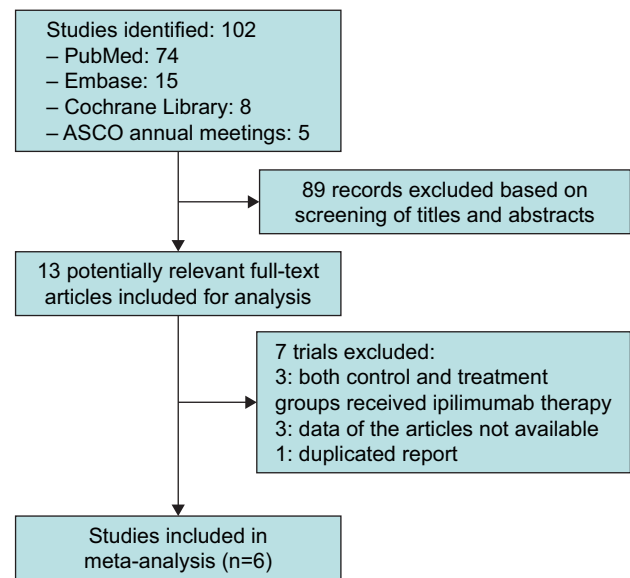 Studies identified: 102
– PubMed: 74
– Embase: 15
– Cochrane Library: 8
– ASCO annual meetings: 5
89 records excluded based on
screening of titles and abstracts
13 potentially relevant full-text
articles included for analysis
7 trials excluded:
3: both control and treatment
groups received ipilimumab therapy
3: data of the articles not available
1: duplicated report
Studies included in
meta-analysis (n=6)